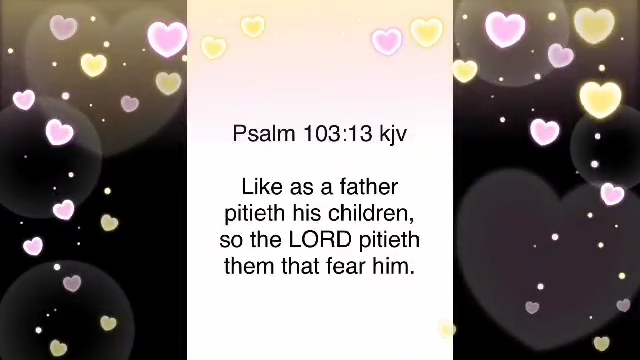 Psalm 103:13 kjv
Like as a father
pitieth his children,
so the LORD pitieth
them that fear him.